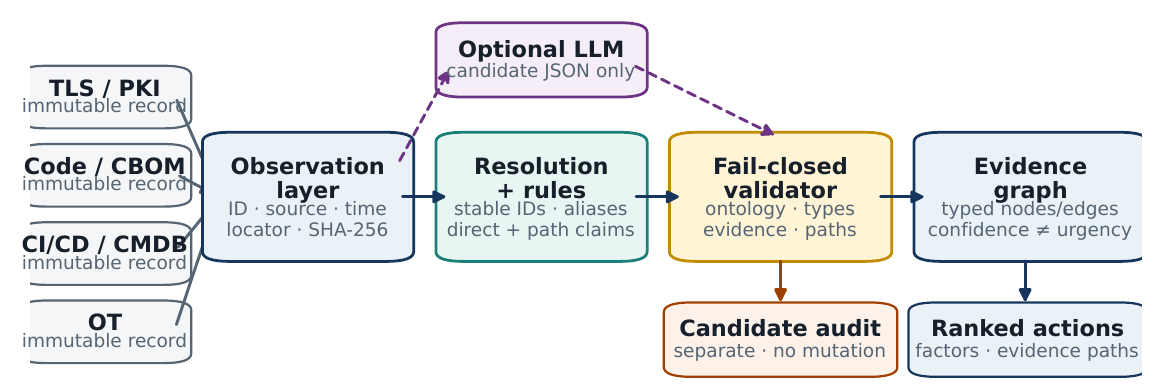 Optional LLM
candidate JSON only
TLS / PKI
immutable record
Code / CBOM
immutable record
CI/CD / CMDB
immutable record
OT
immutable record
Observation
layer
ID · source · time
locator · SHA-256
Resolution
+ rules
stable IDs · aliases
direct + path claims
Fail-closed
validator
ontology · types
evidence · paths
Evidence
graph
typed nodes/edges
confidence ≠ urgency
Candidate audit
separate · no mutation
Ranked actions
factors · evidence paths